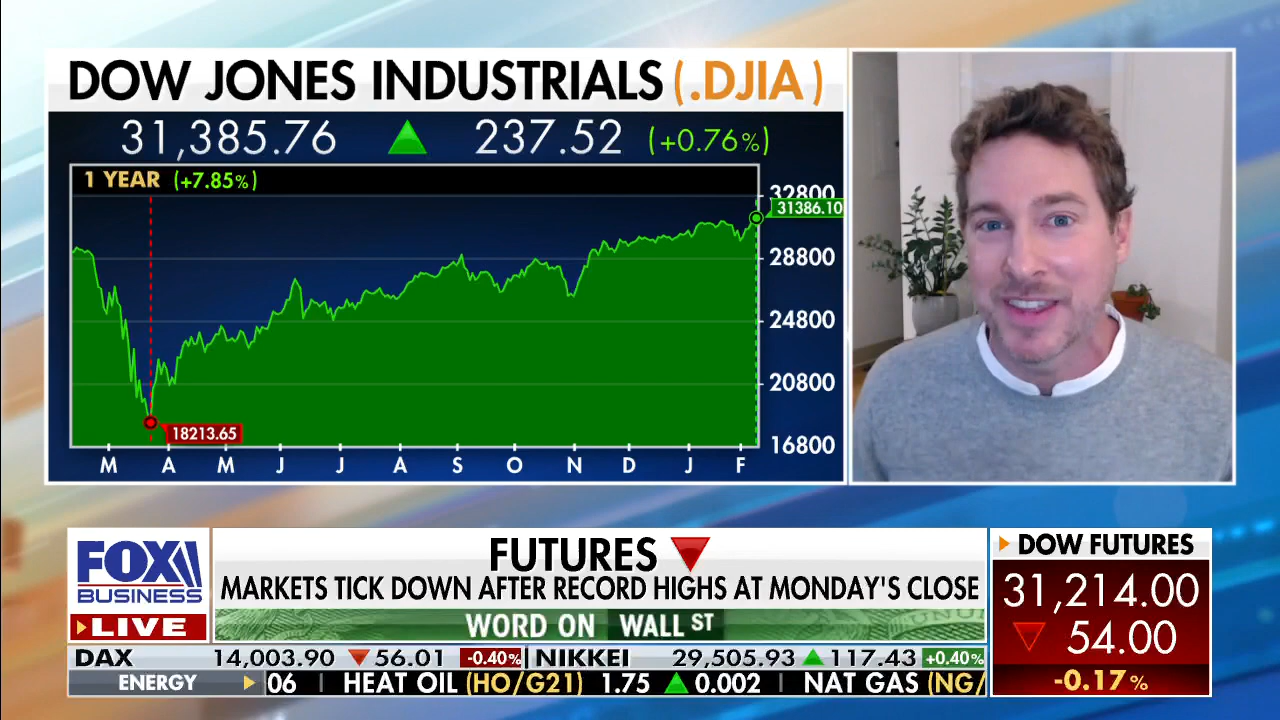 DOW JONES INDUSTRIALS (.DJIA)
31,385.76 ▲ 237.52 (+0.76%)
1 YEAR (+7.85%)
32800
31386.10
28800
24800
20800
16800
18213.65
M A M J J A S O N D J F
FOX BUSINESS
LIVE
FUTURES ▼
MARKETS TICK DOWN AFTER RECORD HIGHS AT MONDAY'S CLOSE
WORD ON WALL ST
DOW FUTURES
31,214.00
▼ 54.00
-0.17%
DAX 14,003.90 ▼ 56.01 -0.40% NIKKEI 29,505.93 ▲ 117.43 +0.40%
ENERGY 06 | HEAT OIL (HO/G21) 1.75 ▲ 0.002 | NAT GAS (NG/